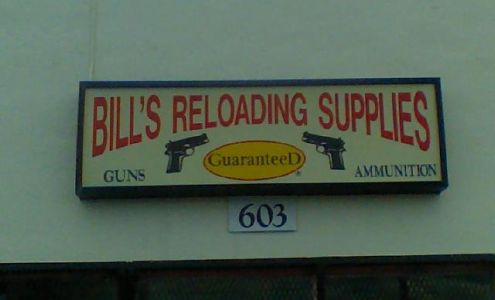 BILL'S RELOADING SUPPLIES
GUNS GuaranteeD ® AMMUNITION
603